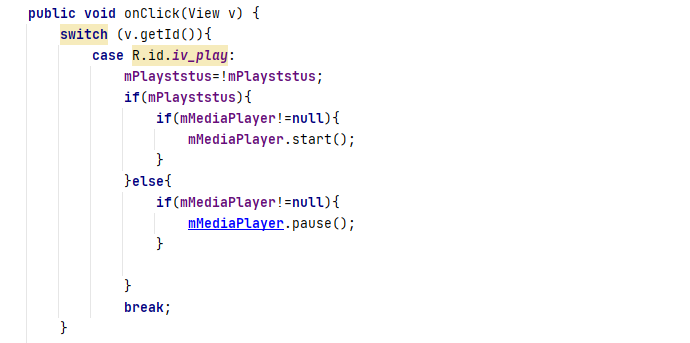 public void onClick(View v) {
switch (v.getId()){
case R.id.iv_play:
mPlayststus=!mPlayststus;
if(mPlayststus){
if(mMediaPlayer!=null){
mMediaPlayer.start();
}
}else{
if(mMediaPlayer!=null){
mMediaPlayer.pause();
}
}
break;
}